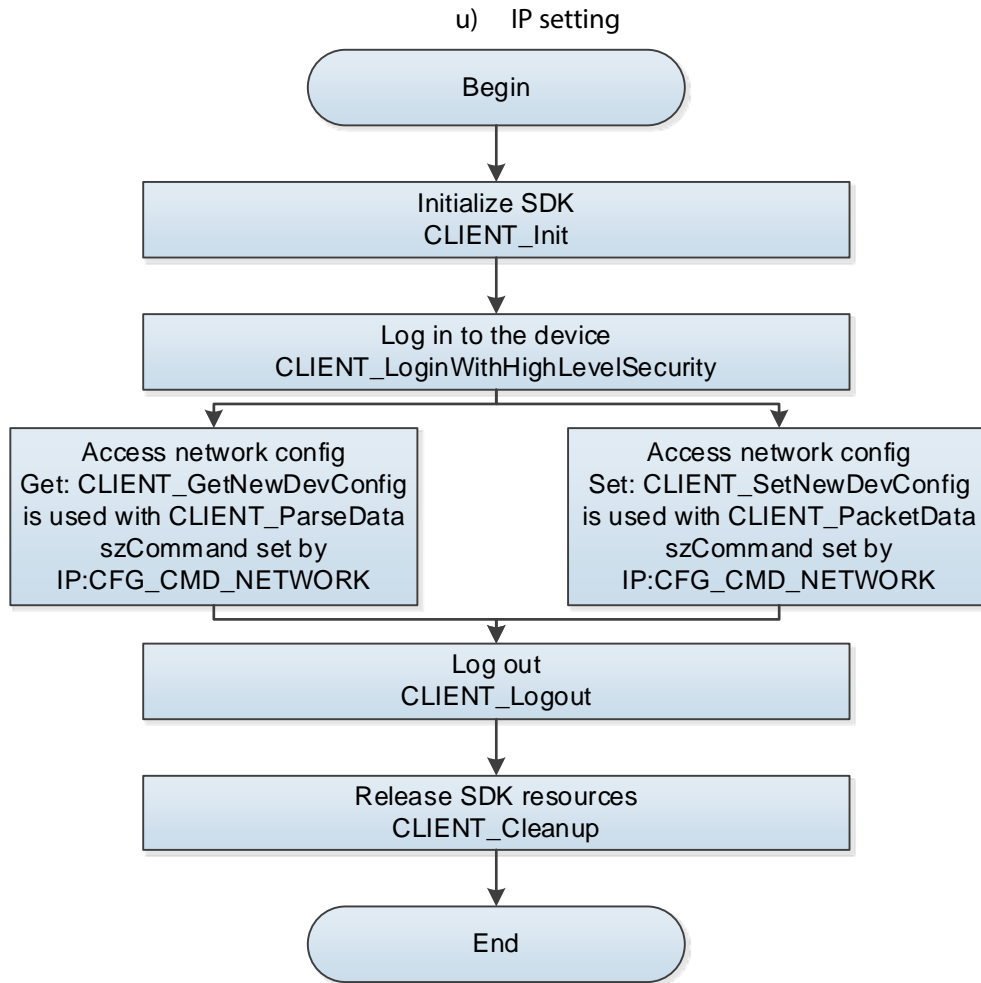 u) IP setting
Begin
Initialize SDK
CLIENT_Init
Log in to the device
CLIENT_LoginWithHighLevelSecurity
Access network config
Get: CLIENT_GetNewDevConfig
is used with CLIENT_ParseData
szCommand set by
IP:CFG_CMD_NETWORK
Access network config
Set: CLIENT_SetNewDevConfig
is used with CLIENT_PacketData
szCommand set by
IP:CFG_CMD_NETWORK
Log out
CLIENT_Logout
Release SDK resources
CLIENT_Cleanup
End